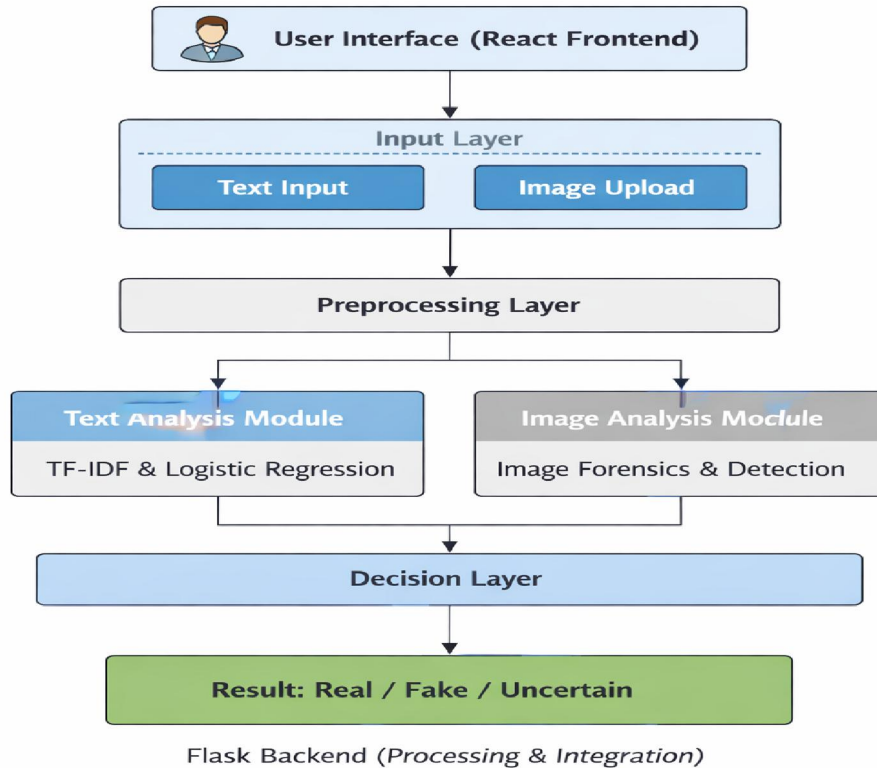 User Interface (React Frontend)
Input Layer
Text Input
Image Upload
Preprocessing Layer
Text Analysis Module
Image Analysis Module
TF-IDF & Logistic Regression
Image Forensics & Detection
Decision Layer
Result: Real / Fake / Uncertain
Flask Backend (Processing & Integration)